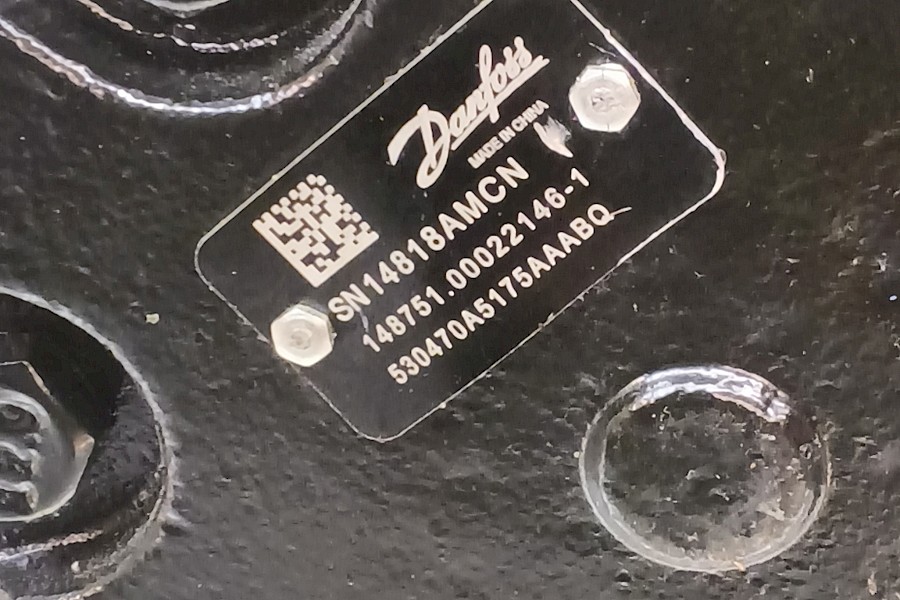 Danfoss
MADE IN CHINA
SN14818AMCN
148751.00022146-1
530470A5175AAABQ